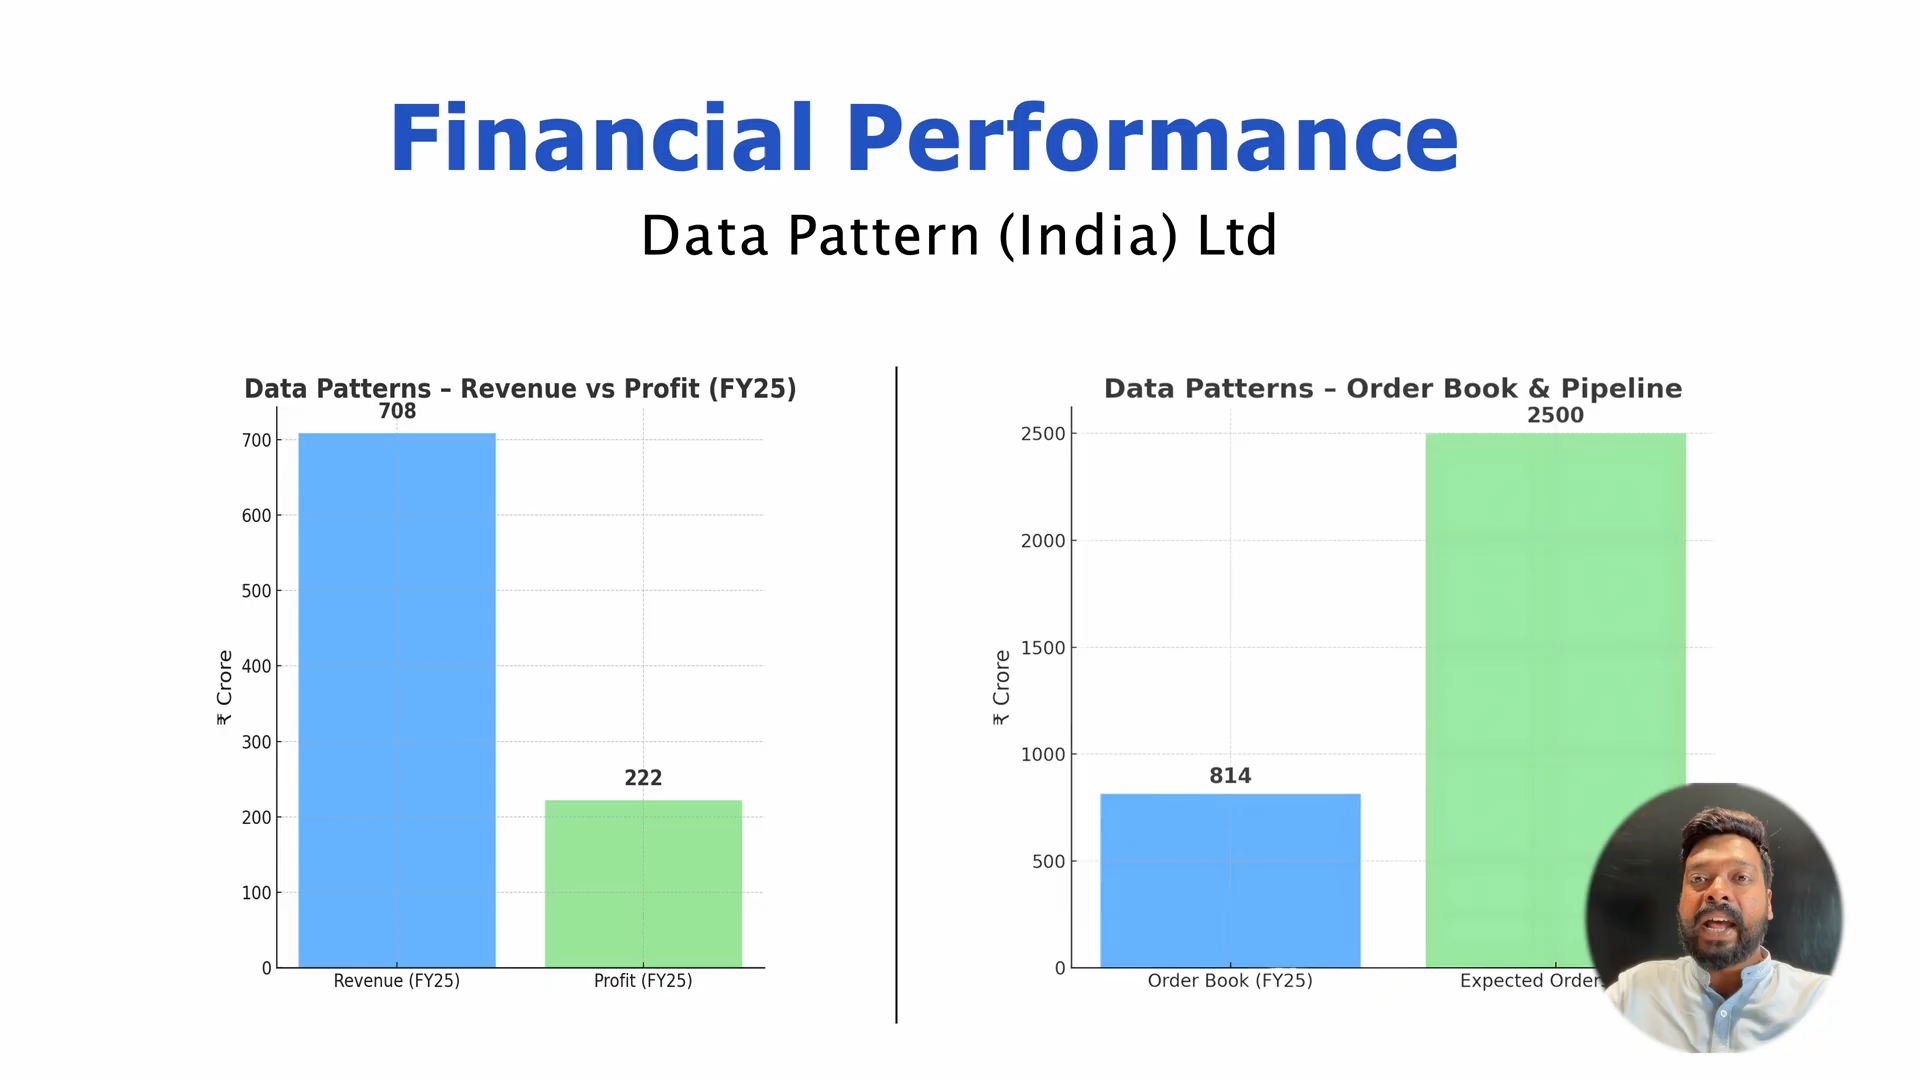 Financial Performance
Data Pattern (India) Ltd
Data Patterns – Revenue vs Profit (FY25)
708
700
600
500
400
300
200
100
0
₹ Crore
222
Revenue (FY25)
Profit (FY25)
Data Patterns – Order Book & Pipeline
2500
2500
2000
1500
1000
500
0
₹ Crore
814
Order Book (FY25)
Expected